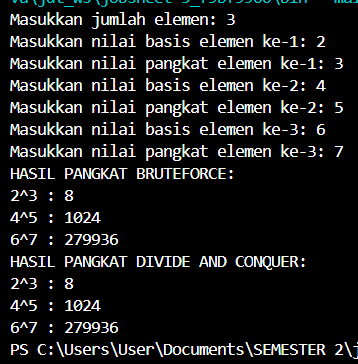 Masukkan jumlah elemen: 3
Masukkan nilai basis elemen ke-1: 2
Masukkan nilai pangkat elemen ke-1: 3
Masukkan nilai basis elemen ke-2: 4
Masukkan nilai pangkat elemen ke-2: 5
Masukkan nilai basis elemen ke-3: 6
Masukkan nilai pangkat elemen ke-3: 7
HASIL PANGKAT BRUTEFORCE:
2^3 : 8
4^5 : 1024
6^7 : 279936
HASIL PANGKAT DIVIDE AND CONQUER:
2^3 : 8
4^5 : 1024
6^7 : 279936
PS C:\Users\User\Documents\SEMESTER 2\j